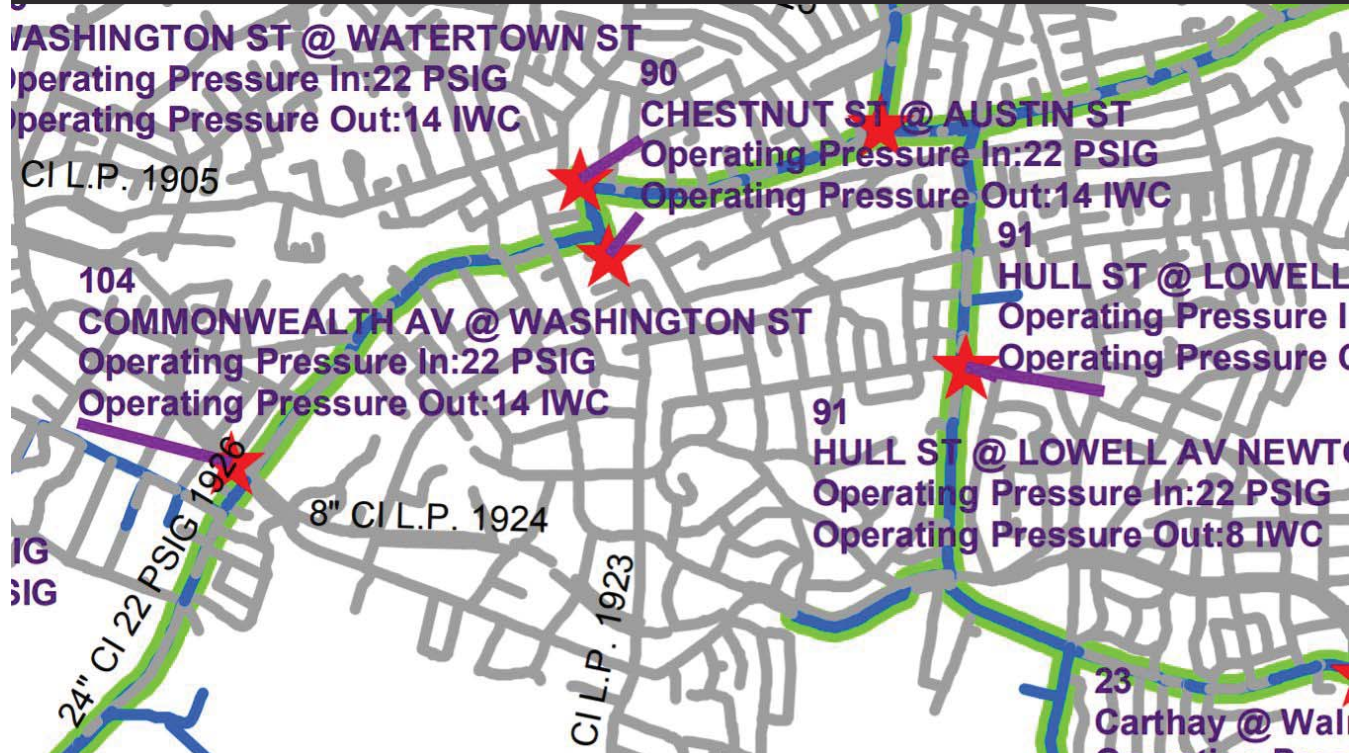 WASHINGTON ST @ WATERTOWN ST
Operating Pressure In:22 PSIG
Operating Pressure Out:14 IWC
CI L.P. 1905
90
CHESTNUT ST @ AUSTIN ST
Operating Pressure In:22 PSIG
Operating Pressure Out:14 IWC
91
HULL ST @ LOWELL
Operating Pressure
Operating Pressure
104
COMMONWEALTH AV @ WASHINGTON ST
Operating Pressure In:22 PSIG
Operating Pressure Out:14 IWC
91
HULL ST @ LOWELL AV
Operating Pressure In:22 PSIG
Operating Pressure Out:8 IWC
8" CI L.P. 1924
24" CI 22 PSIG 1926
CI L.P. 1923
23
Carthay @